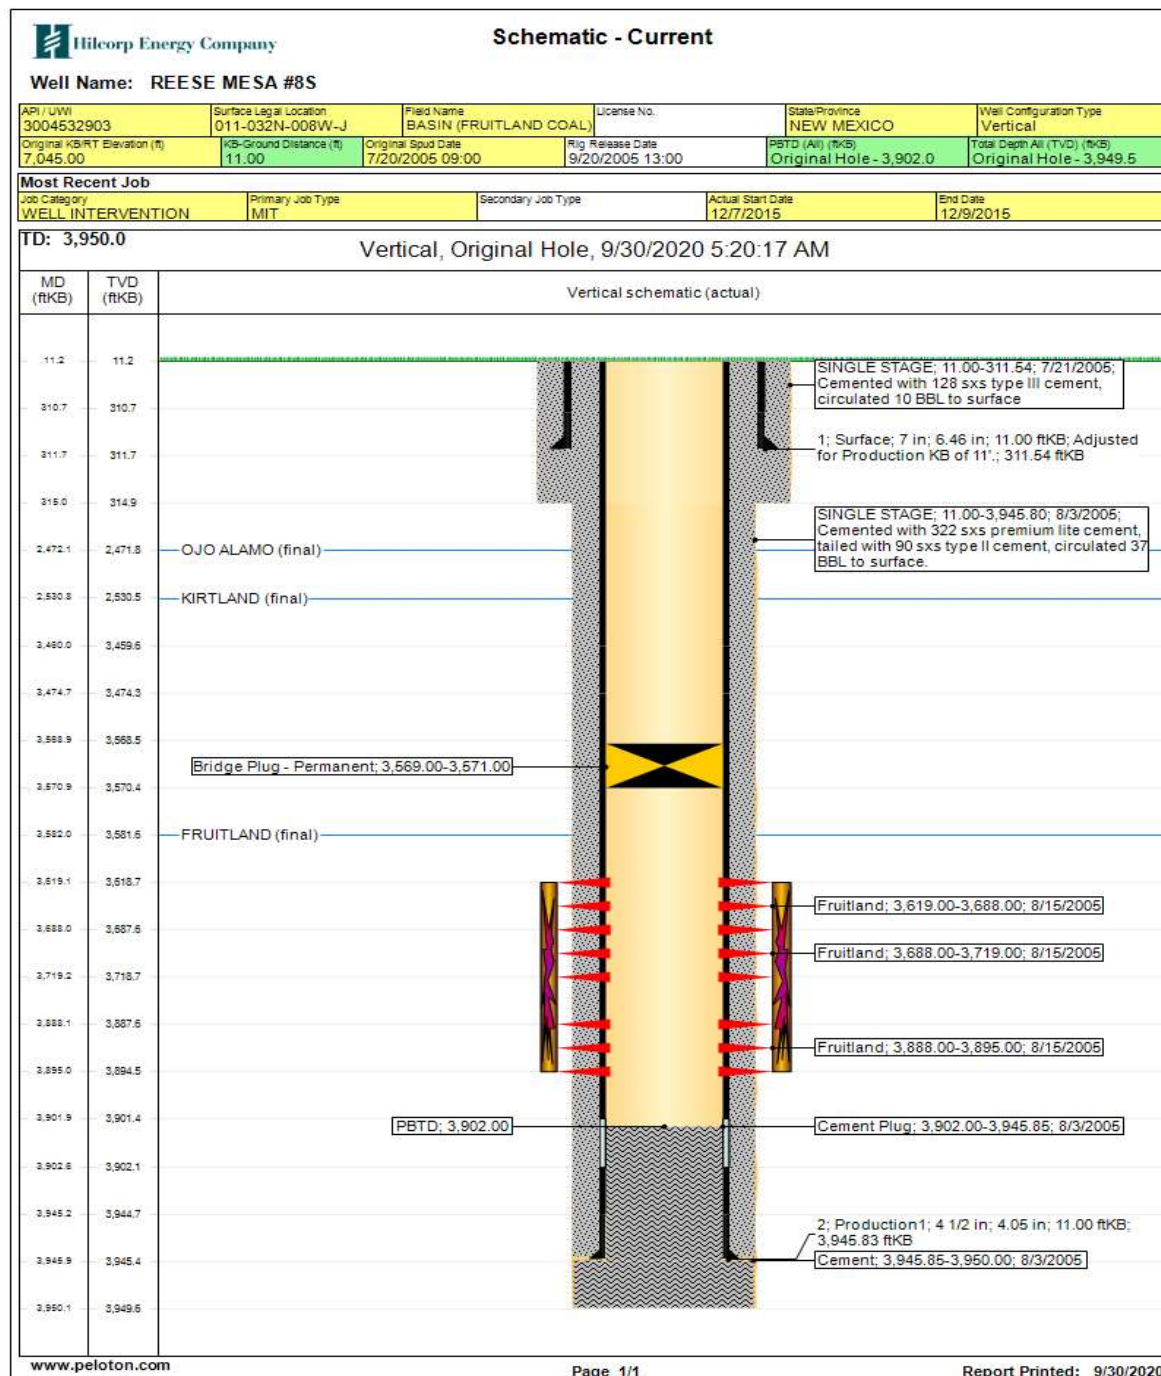 Hilcorp Energy Company
Schematic - Current
Well Name: REESE MESA #8S
API / UWI
3004532903
Surface Legal Location
011-032N-008W-J
Field Name
BASIN (FRUITLAND COAL)
License No.
State/Province
NEW MEXICO
Well Configuration Type
Vertical
Original KB/RT Elevation (ft)
7,045.00
KB-Ground Distance (ft)
11.00
Original Spud Date
7/20/2005 09:00
Rig Release Date
9/20/2005 13:00
PBTD (All) (ftKB)
Original Hole - 3,902.0
Total Depth All (TVD) (ftKB)
Original Hole - 3,949.5
Most Recent Job
Job Category
WELL INTERVENTION
Primary Job Type
MIT
Secondary Job Type
Actual Start Date
12/7/2015
End Date
12/9/2015
TD: 3,950.0
Vertical, Original Hole, 9/30/2020 5:20:17 AM
MD
(ftKB)
TVD
(ftKB)
Vertical schematic (actual)
11.2 11.2
SINGLE STAGE; 11.00-311.54; 7/21/2005;
Cemented with 128 sxs type III cement,
circulated 10 BBL to surface
310.7 310.7
1; Surface; 7 in; 6.46 in; 11.00 ftKB; Adjusted
for Production KB of 11'.; 311.54 ftKB
311.7 311.7
315.0 314.9
SINGLE STAGE; 11.00-3,945.80; 8/3/2005;
Cemented with 322 sxs premium lite cement,
tailed with 90 sxs type II cement, circulated 37
BBL to surface.
2,472.1 2,471.8 OJO ALAMO (final)
2,530.8 2,530.5 KIRTLAND (final)
3,460.0 3,459.6
3,474.7 3,474.3
3,568.9 3,568.5
Bridge Plug - Permanent; 3,569.00-3,571.00
3,570.9 3,570.4
3,582.0 3,581.6 FRUITLAND (final)
3,619.1 3,618.7
Fruitland; 3,619.00-3,688.00; 8/15/2005
3,688.0 3,687.6
Fruitland; 3,688.00-3,719.00; 8/15/2005
3,719.2 3,718.7
3,888.1 3,887.6
Fruitland; 3,888.00-3,895.00; 8/15/2005
3,895.0 3,894.5
3,901.9 3,901.4
PBTD; 3,902.00
Cement Plug; 3,902.00-3,945.85; 8/3/2005
3,902.6 3,902.1
3,945.2 3,944.7
2; Production1; 4 1/2 in; 4.05 in; 11.00 ftKB;
3,945.83 ftKB
3,945.9 3,945.4
Cement; 3,945.85-3,950.00; 8/3/2005
3,950.1 3,949.6
www.peloton.com
Page 1/1
Report Printed: 9/30/2020